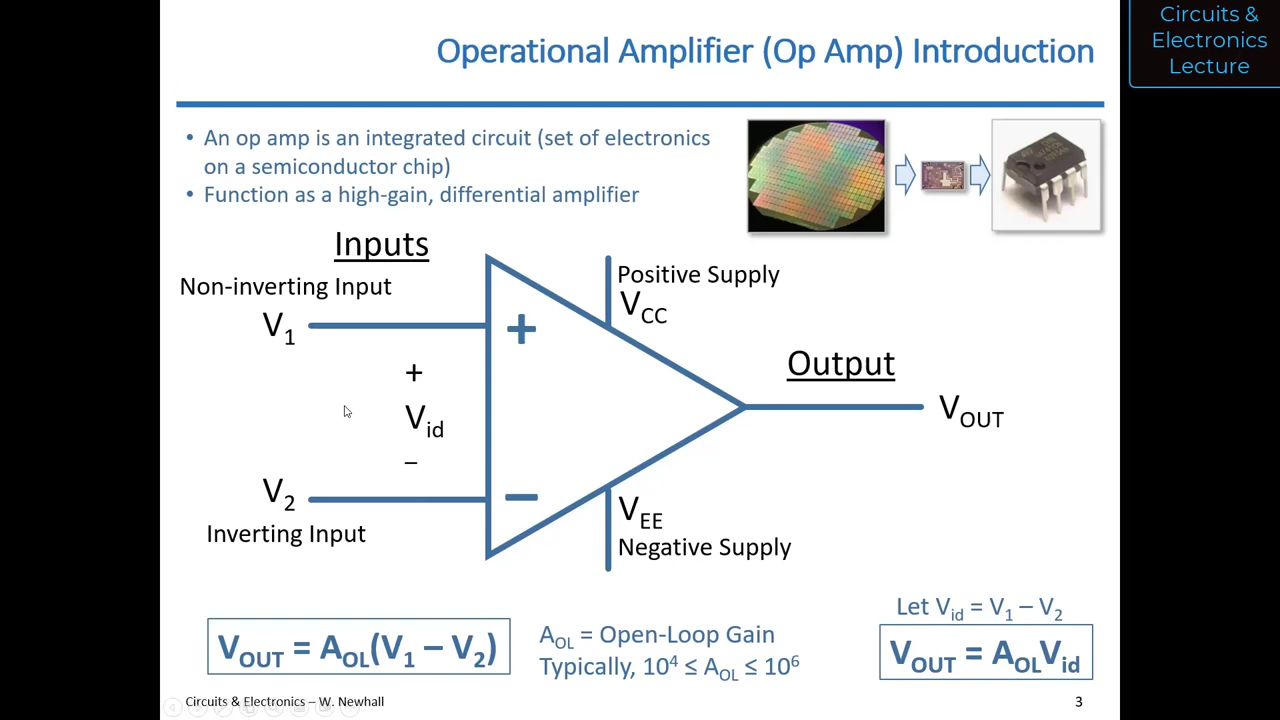 Circuits &
Electronics
Lecture
Operational Amplifier (Op Amp) Introduction
• An op amp is an integrated circuit (set of electronics
on a semiconductor chip)
• Function as a high-gain, differential amplifier
Inputs
Non-inverting Input
V₁
+
V_id
–
V₂
Inverting Input
+
–
Positive Supply
V_CC
Output
V_OUT
V_EE
Negative Supply
V_OUT = A_OL(V₁ – V₂)
A_OL = Open-Loop Gain
Typically, 10⁴ ≤ A_OL ≤ 10⁶
Let V_id = V₁ – V₂
V_OUT = A_OLV_id
Circuits & Electronics – W. Newhall
3